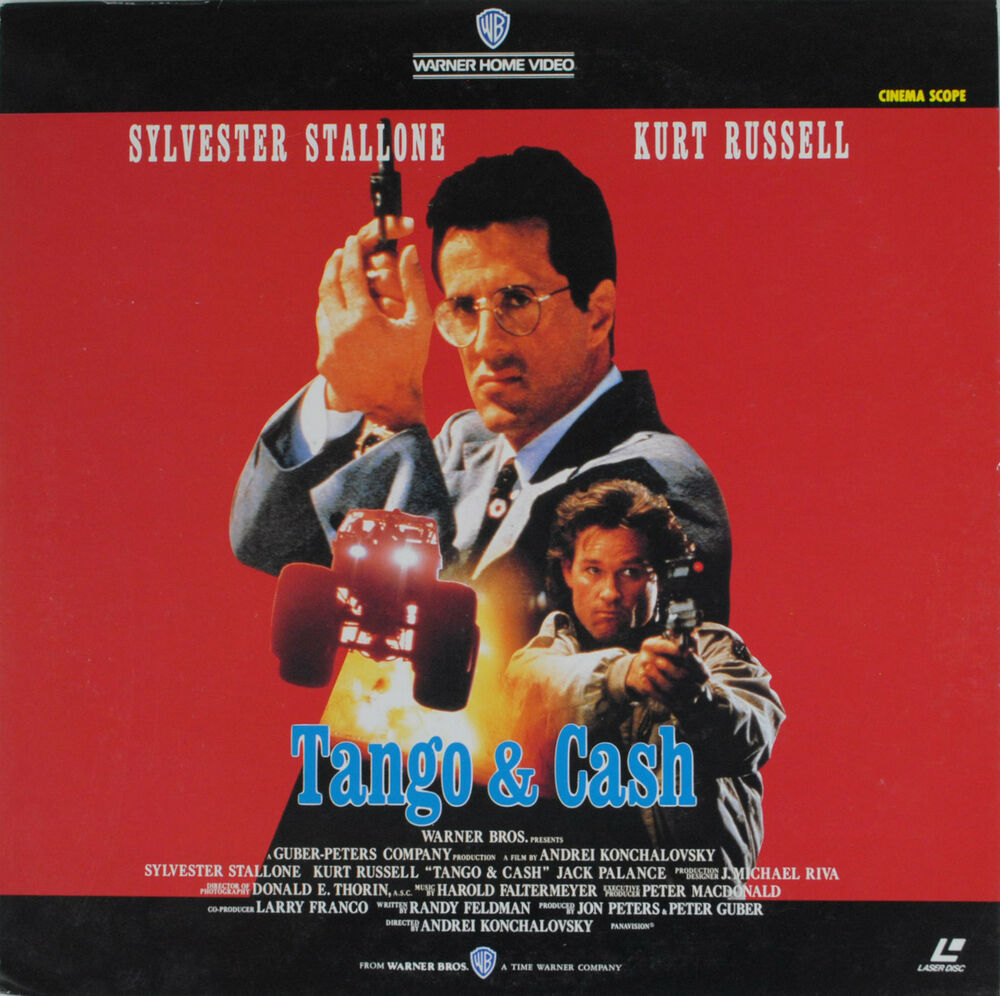 WB
WARNER HOME VIDEO
CINEMA SCOPE
SYLVESTER STALLONE KURT RUSSELL
Tango & Cash
WARNER BROS. PRESENTS
A GUBER-PETERS COMPANY PRODUCTION A FILM BY ANDREI KONCHALOVSKY
SYLVESTER STALLONE KURT RUSSELL "TANGO & CASH" JACK PALANCE PRODUCTION DESIGNER J. MICHAEL RIVA
DIRECTOR OF PHOTOGRAPHY DONALD E. THORIN, A.S.C. MUSIC BY HAROLD FALTERMEYER EXECUTIVE PRODUCER PETER MACDONALD
CO-PRODUCER LARRY FRANCO WRITTEN BY RANDY FELDMAN PRODUCED BY JON PETERS & PETER GUBER
DIRECTED BY ANDREI KONCHALOVSKY PANAVISION®
FROM WARNER BROS. WB A TIME WARNER COMPANY
L LASER DISC